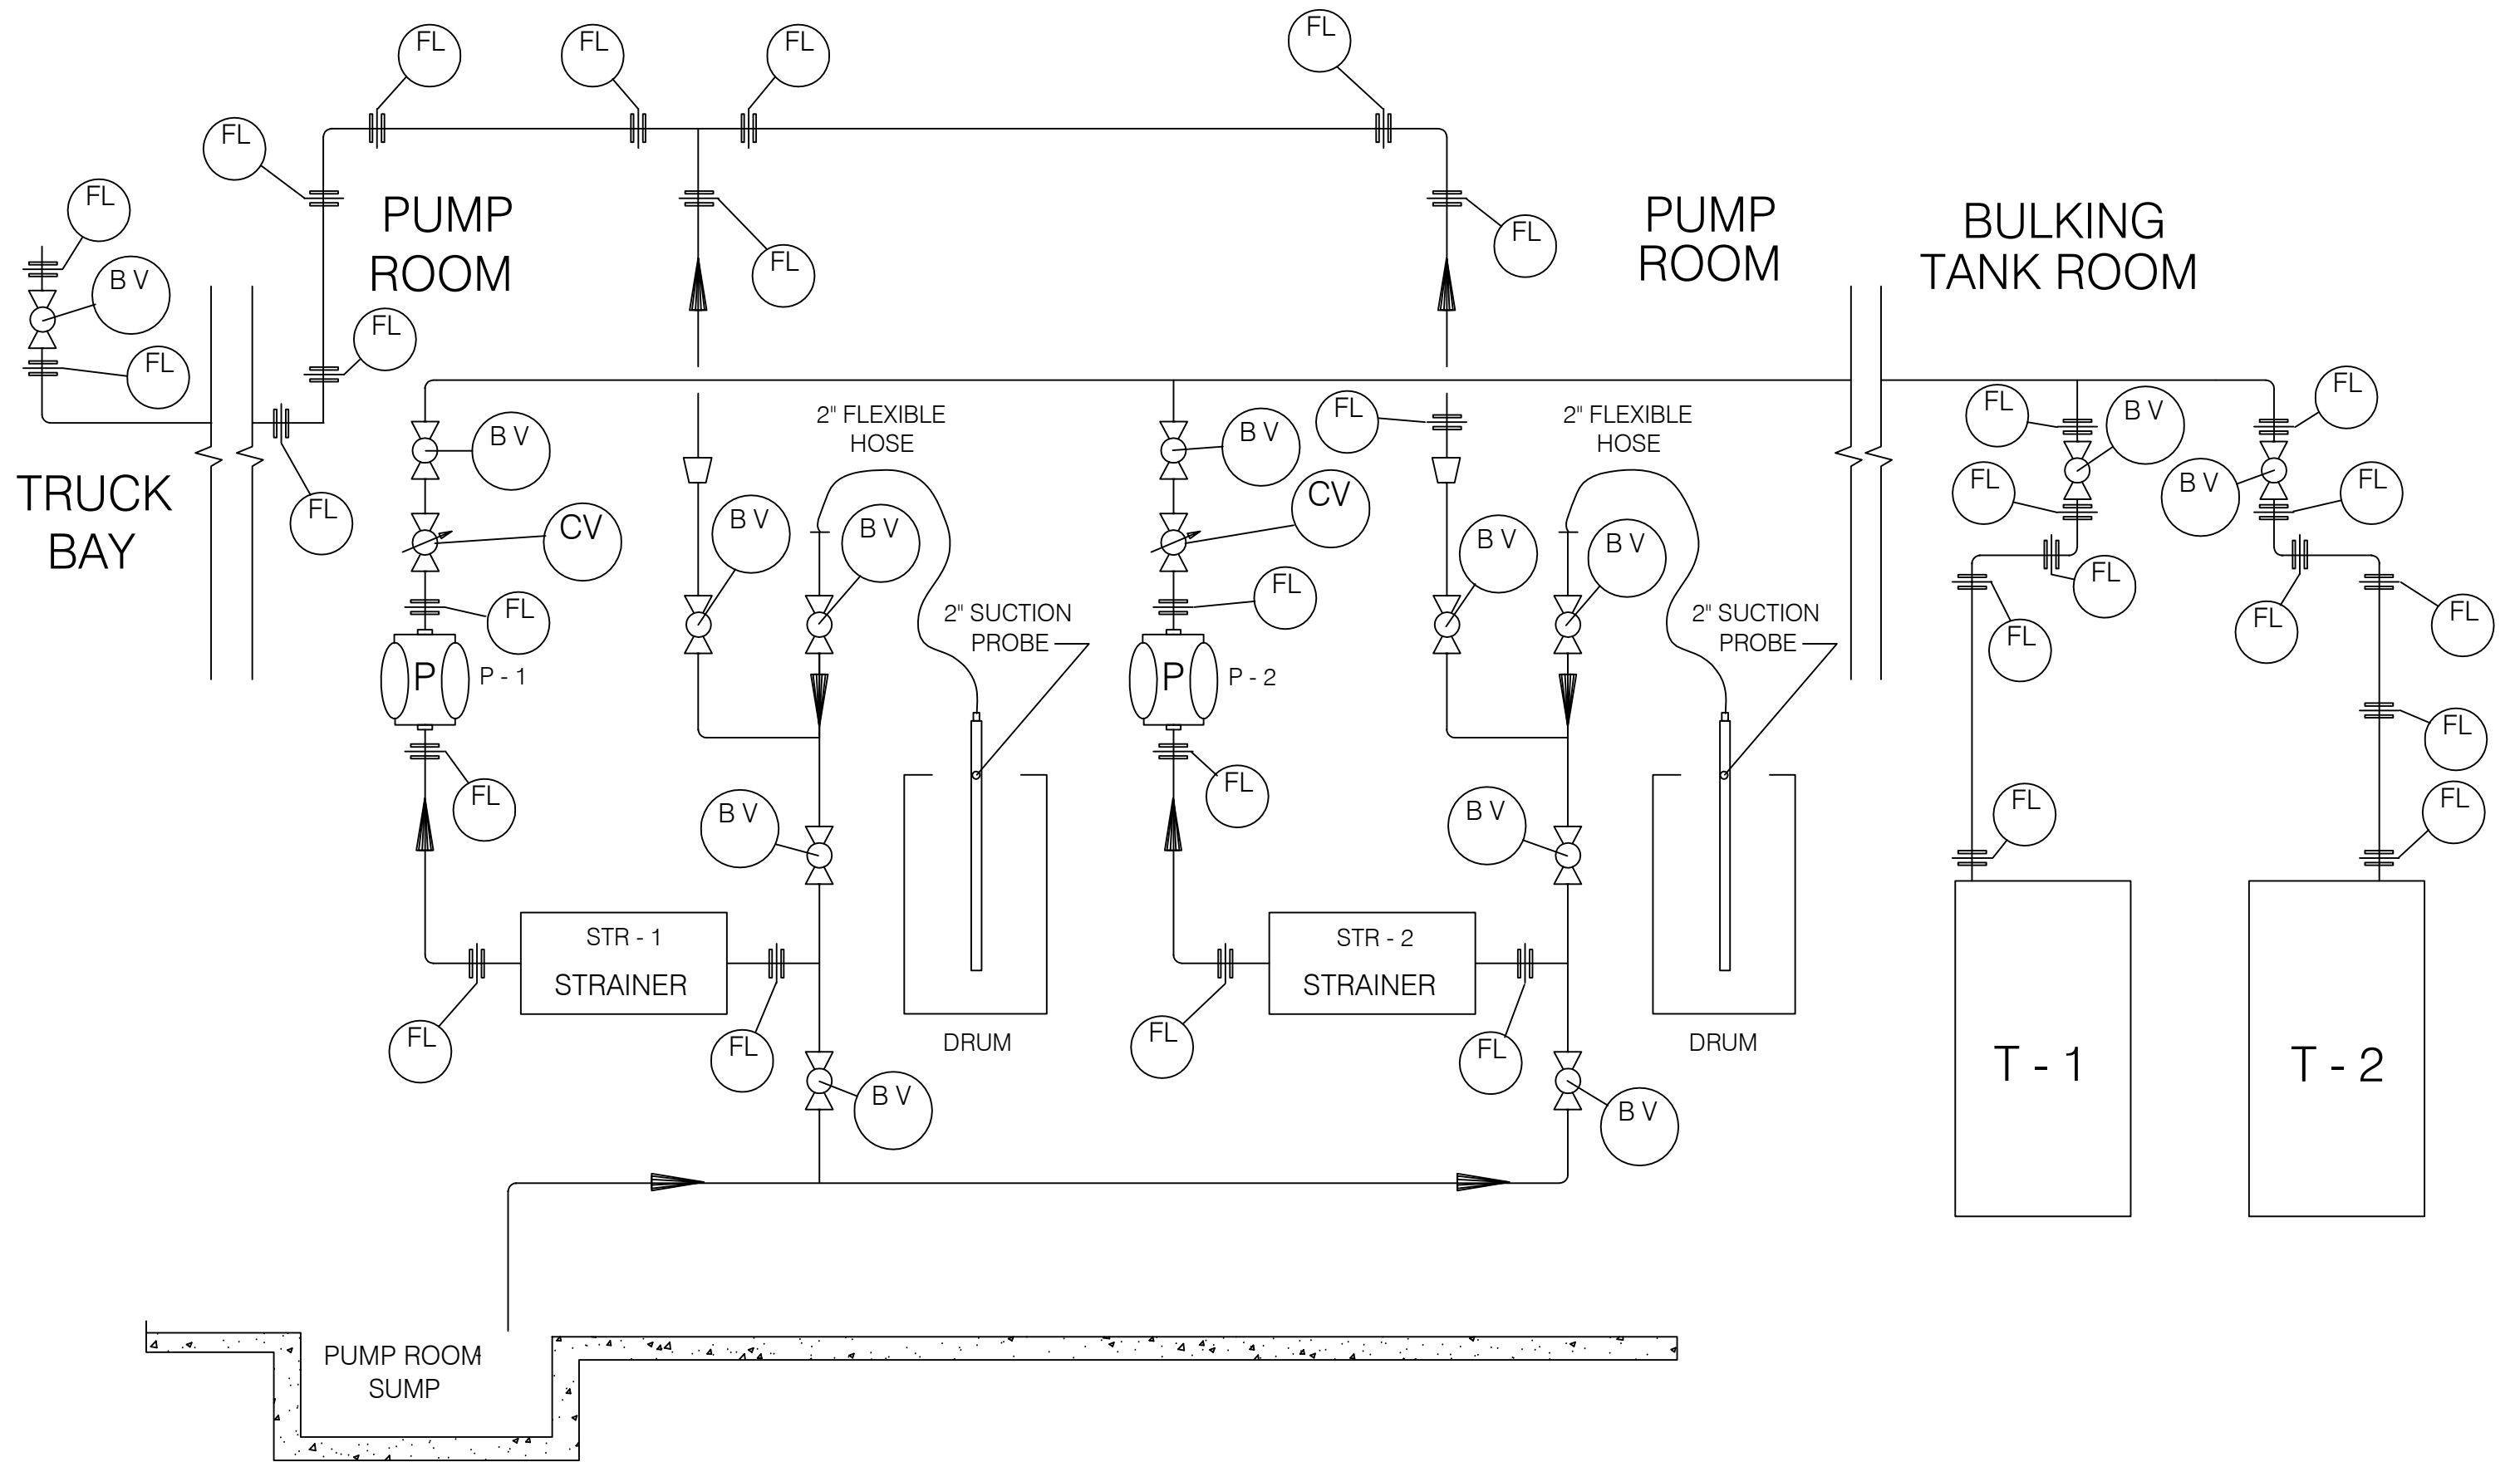 FL
FL
FL
FL
FL
FL
PUMP
ROOM
PUMP
ROOM
BULKING
TANK ROOM
FL
FL
FL
B V
FL
FL
FL
TRUCK
BAY
B V
2" FLEXIBLE
HOSE
FL
B V
2" FLEXIBLE
HOSE
FL
B V
FL
FL
CV
B V
B V
CV
B V
B V
FL
B V
FL
FL
FL
2" SUCTION
PROBE
FL
2" SUCTION
PROBE
FL
FL
FL
P
P - 1
P
P - 2
FL
FL
B V
FL
B V
FL
FL
STR - 1
STRAINER
STR - 2
STRAINER
FL
FL
DRUM
FL
FL
DRUM
B V
B V
T - 1
T - 2
PUMP ROOM
SUMP